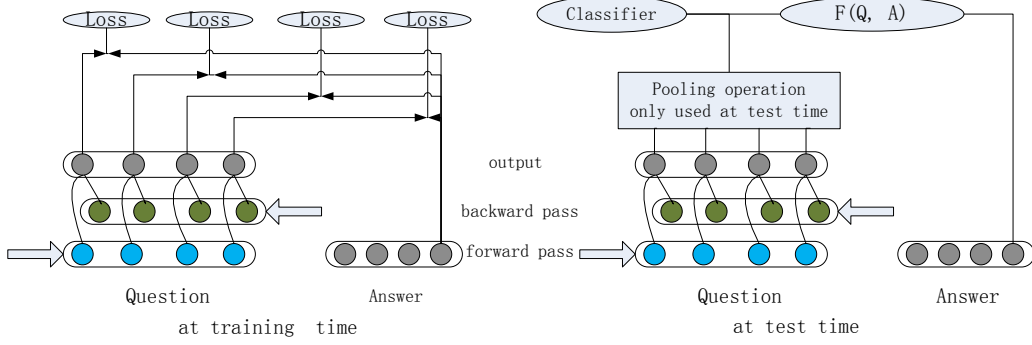 Loss
Loss
Loss
Loss
Classifier
F(Q, A)
Pooling operation
only used at test time
output
backward pass
forward pass
Question
Answer
at training time
Question
Answer
at test time